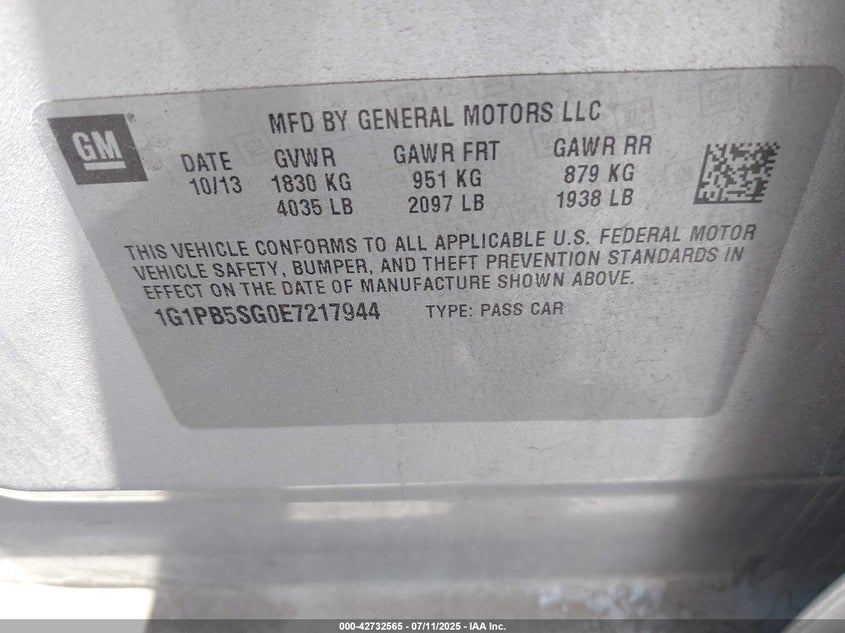 GM
MFD BY GENERAL MOTORS LLC
DATE GVWR GAWR FRT GAWR RR
10/13 1830 KG 951 KG 879 KG
4035 LB 2097 LB 1938 LB
THIS VEHICLE CONFORMS TO ALL APPLICABLE U.S. FEDERAL MOTOR
VEHICLE SAFETY, BUMPER, AND THEFT PREVENTION STANDARDS IN
EFFECT ON THE DATE OF MANUFACTURE SHOWN ABOVE.
1G1PB5SG0E7217944 TYPE: PASS CAR
000-42732565 - 07/11/2025 - IAA Inc.